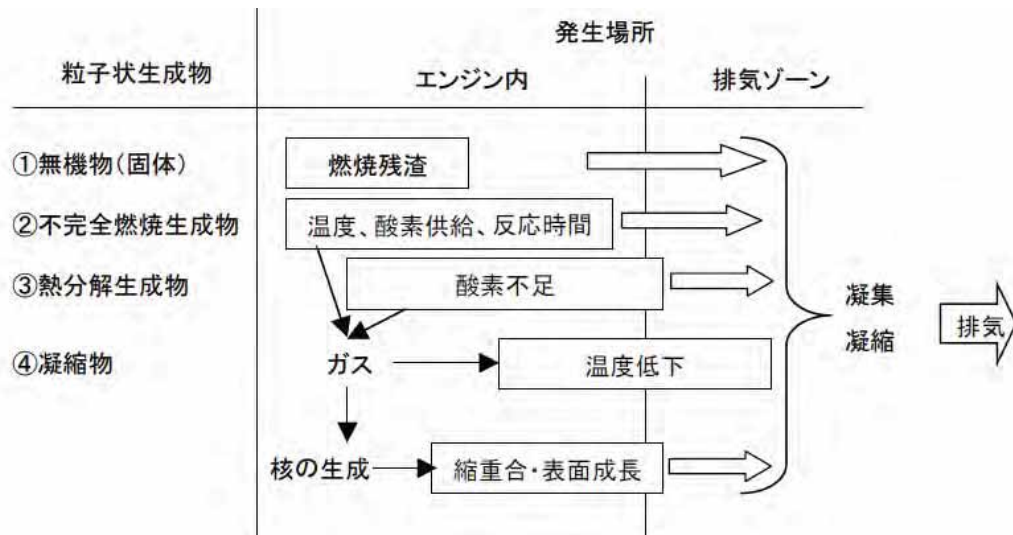 発生場所
粒子状生成物
エンジン内
排気ゾーン
①無機物(固体)
燃焼残渣
②不完全燃焼生成物
温度、酸素供給、反応時間
③熱分解生成物
酸素不足
凝集
凝縮
排気
④凝縮物
ガス
温度低下
核の生成
縮重合・表面成長